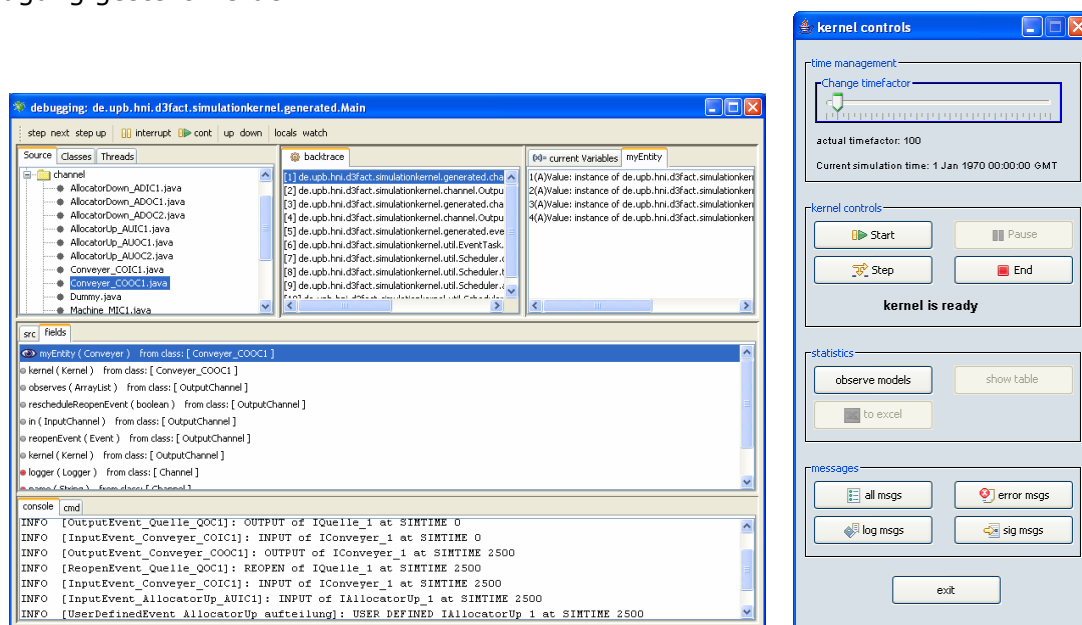 kernel controls
time management
Change timefactor
actual timefactor: 100
Current simulation time: 1 Jan 1970 00:00:00 GMT
kernel controls
Start
Pause
Step
End
kernel is ready
statistics
observe models
show table
to excel
messages
all msgs
error msgs
log msgs
sig msgs
exit
debugging: de.upb.hni.d3fact.simulationkernel.generated.Main
step next step up interrupt cont up down locals watch
Source Classes Threads
channel
AllocatorDown_ADIC1.java
AllocatorDown_ADOC1.java
AllocatorDown_ADOC2.java
AllocatorUp_AUIC1.java
AllocatorUp_AUOC1.java
AllocatorUp_AUOC2.java
Conveyer_COIC1.java
Conveyer_COOC1.java
Dummy.java
Machine_MIC1.java
backtrace
[1] de.upb.hni.d3fact.simulationkernel.generated.cha
[2] de.upb.hni.d3fact.simulationkernel.channel.Outpu
[3] de.upb.hni.d3fact.simulationkernel.generated.cha
[4] de.upb.hni.d3fact.simulationkernel.channel.Outpu
[5] de.upb.hni.d3fact.simulationkernel.generated.eve
[6] de.upb.hni.d3fact.simulationkernel.util.EventTask.
[7] de.upb.hni.d3fact.simulationkernel.util.Scheduler.c
[8] de.upb.hni.d3fact.simulationkernel.util.Scheduler.t
[9] de.upb.hni.d3fact.simulationkernel.util.Scheduler.a
(x)= current Variables myEntity
1(A)Value: instance of de.upb.hni.d3fact.simulationkern
2(A)Value: instance of de.upb.hni.d3fact.simulationkern
3(A)Value: instance of de.upb.hni.d3fact.simulationkern
4(A)Value: instance of de.upb.hni.d3fact.simulationkern
src fields
myEntity ( Conveyer ) from class: [ Conveyer_COOC1 ]
kernel ( Kernel ) from class: [ Conveyer_COOC1 ]
observes ( ArrayList ) from class: [ OutputChannel ]
rescheduleReopenEvent ( boolean ) from class: [ OutputChannel ]
in ( InputChannel ) from class: [ OutputChannel ]
reopenEvent ( Event ) from class: [ OutputChannel ]
kernel ( Kernel ) from class: [ OutputChannel ]
logger ( Logger ) from class: [ Channel ]
name ( String ) from class: [ Channel ]
console cmd
INFO [OutputEvent_Quelle_QOC1]: OUTPUT of IQuelle_1 at SIMTIME 0
INFO [InputEvent_Conveyer_COIC1]: INPUT of IConveyer_1 at SIMTIME 0
INFO [OutputEvent_Conveyer_COOC1]: OUTPUT of IConveyer_1 at SIMTIME 2500
INFO [ReopenEvent_Quelle_QOC1]: REOPEN of IQuelle_1 at SIMTIME 2500
INFO [InputEvent_Conveyer_COIC1]: INPUT of IConveyer_1 at SIMTIME 2500
INFO [InputEvent_AllocatorUp_AUIC1]: INPUT of IAllocatorUp_1 at SIMTIME 2500
INFO [UserDefinedEvent_AllocatorUp_aufteilung]: USER DEFINED IAllocatorUp_1 at SIMTIME 2500